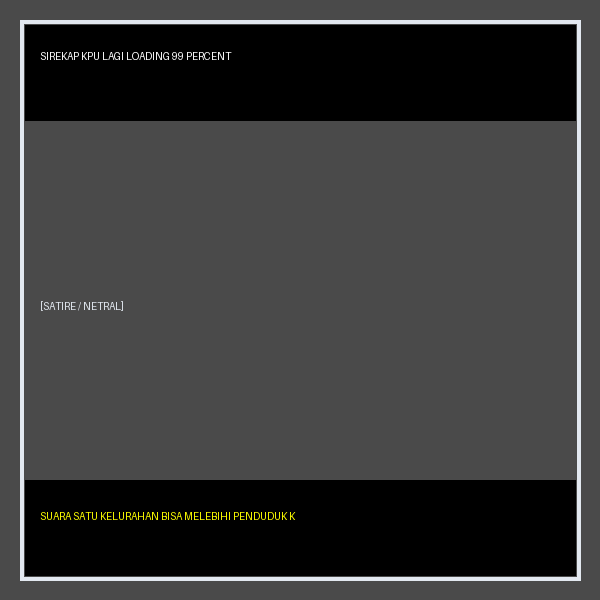 SIREKAP KPU LAGI LOADING 99 PERCENT
[SATIRE / NETRAL]
SUARA SATU KELURAHAN BISA MELEBIHI PENDUDUK K